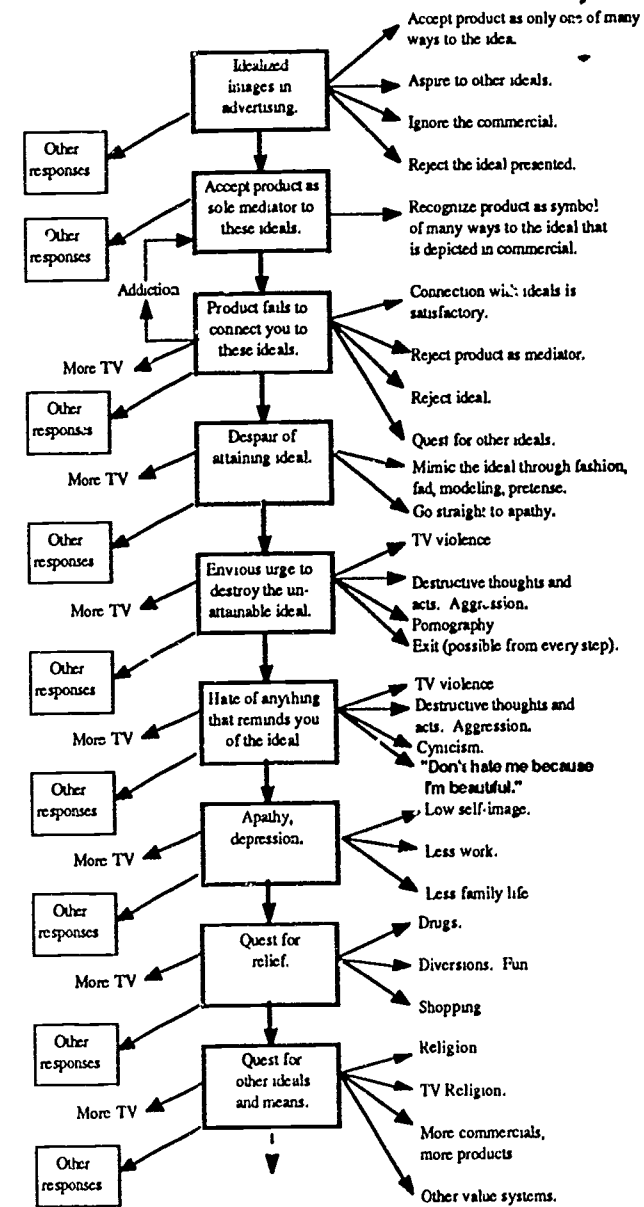 Idealized
images in
advertising.
Accept product as only one of many
ways to the idea.
Aspire to other ideals.
Ignore the commercial.
Reject the ideal presented.
Other
responses
Accept product as
sole mediator to
these ideals.
Recognize product as symbol
of many ways to the ideal that
is depicted in commercial.
Other
responses
Addiction
Product fails to
connect you to
these ideals.
Connection with ideals is
satisfactory.
Reject product as mediator.
Reject ideal.
Quest for other ideals.
More TV
Other
responses
Despair of
attaining ideal.
Mimic the ideal through fashion,
fad, modeling, pretense.
Go straight to apathy.
More TV
Other
responses
Envious urge to
destroy the un-
attainable ideal.
TV violence
Destructive thoughts and
acts. Aggression.
Pornography
Exit (possible from every step).
More TV
Other
responses
Hate of anything
that reminds you
of the ideal
TV violence
Destructive thoughts and
acts. Aggression.
Cynicism.
"Don't hate me because
I'm beautiful."
More TV
Other
responses
Apathy,
depression.
Low self-image.
Less work.
Less family life
More TV
Other
responses
Quest for
relief.
Drugs.
Diversions. Fun
Shopping
More TV
Other
responses
Quest for
other ideals
and means.
Religion
TV Religion.
More commercials,
more products
Other value systems.
More TV
Other
responses